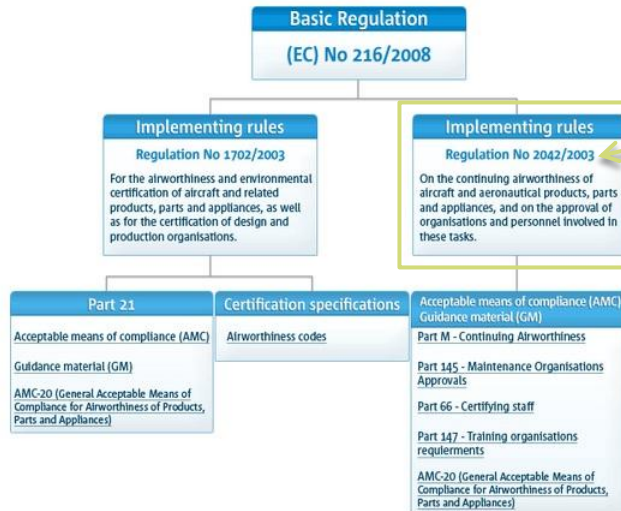 Basic Regulation
(EC) No 216/2008
Implementing rules
Regulation No 1702/2003
For the airworthiness and environmental
certification of aircraft and related
products, parts and appliances, as well
as for the certification of design and
production organisations.
Implementing rules
Regulation No 2042/2003
On the continuing airworthiness of
aircraft and aeronautical products, parts
and appliances, and on the approval of
organisations and personnel involved in
these tasks.
Part 21
Acceptable means of compliance (AMC)
Guidance material (GM)
AMC-20 (General Acceptable Means of
Compliance for Airworthiness of Products,
Parts and Appliances)
Certification specifications
Airworthiness codes
Acceptable means of compliance (AMC)
Guidance material (GM)
Part M - Continuing Airworthiness
Part 145 - Maintenance Organisations
Approvals
Part 66 - Certifying staff
Part 147 - Training organisations
requierments
AMC-20 (General Acceptable Means of
Compliance for Airworthiness of Products,
Parts and Appliances)